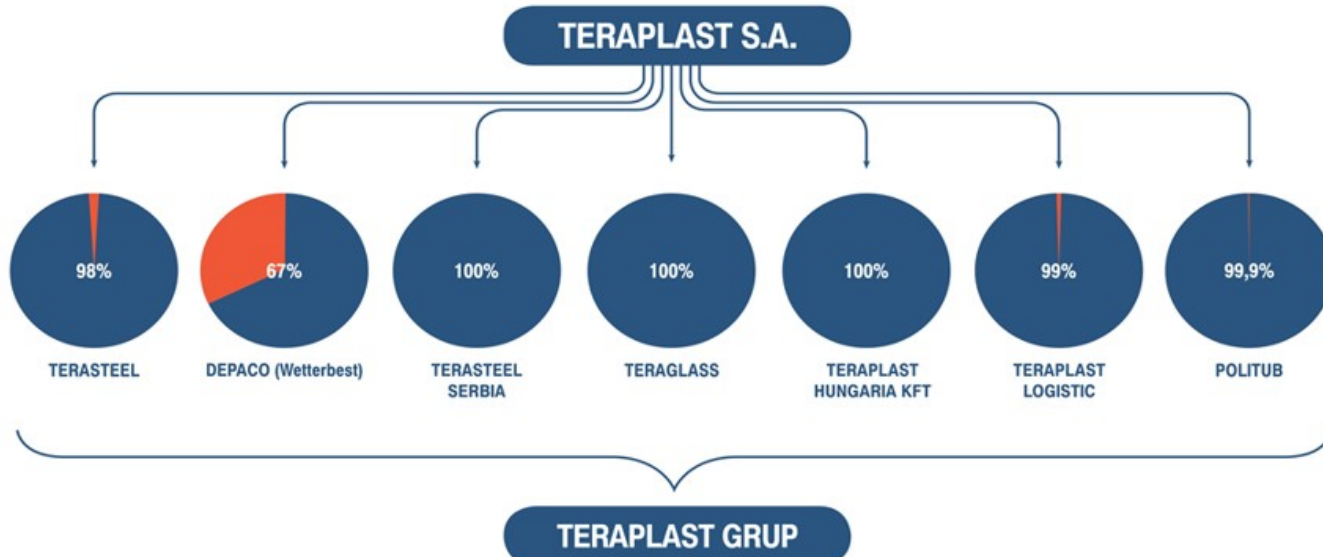 TERAPLAST S.A.
98%
67%
100%
100%
100%
99%
99,9%
TERASTEEL
DEPACO (Wetterbest)
TERASTEEL
SERBIA
TERAGLASS
TERAPLAST
HUNGARIA KFT
TERAPLAST
LOGISTIC
POLITUB
TERAPLAST GRUP